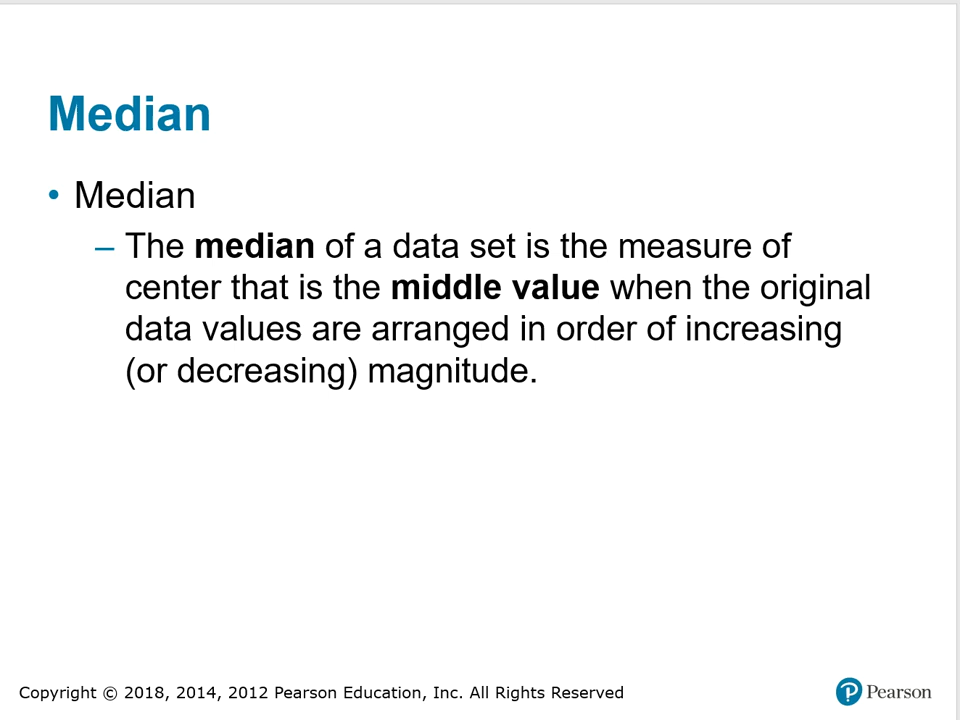 Median
• Median
– The median of a data set is the measure of
center that is the middle value when the original
data values are arranged in order of increasing
(or decreasing) magnitude.
Copyright © 2018, 2014, 2012 Pearson Education, Inc. All Rights Reserved
P Pearson